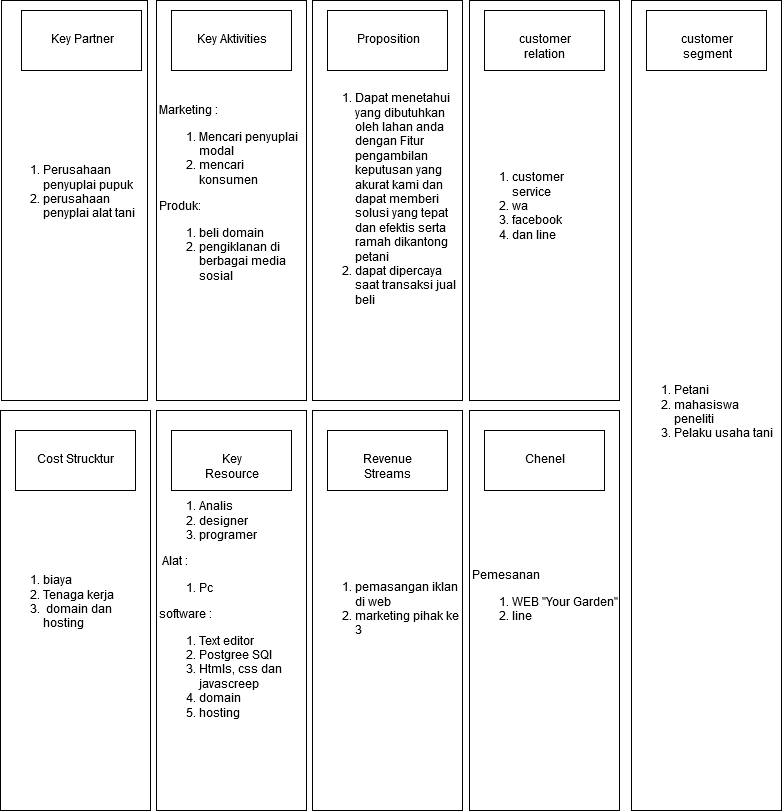 Key Partner
1. Perusahaan
penyuplai pupuk
2. perusahaan
penyplai alat tani
Key Aktivities
Marketing :
1. Mencari penyuplai
modal
2. mencari
konsumen
Produk:
1. beli domain
2. pengiklanan di
berbagai media
sosial
Proposition
1. Dapat menetahui
yang dibutuhkan
oleh lahan anda
dengan Fitur
pengambilan
keputusan yang
akurat kami dan
dapat memberi
solusi yang tepat
dan efektis serta
ramah dikantong
petani
2. dapat dipercaya
saat transaksi jual
beli
customer
relation
1. customer
service
2. wa
3. facebook
4. dan line
customer
segment
1. Petani
2. mahasiswa
peneliti
3. Pelaku usaha tani
Cost Strucktur
1. biaya
2. Tenaga kerja
3. domain dan
hosting
Key
Resource
1. Analis
2. designer
3. programer
Alat :
1. Pc
software :
1. Text editor
2. Postgree SQl
3. Htmls, css dan
javascreep
4. domain
5. hosting
Revenue
Streams
1. pemasangan iklan
di web
2. marketing pihak ke
3
Chenel
Pemesanan
1. WEB "Your Garden"
2. line